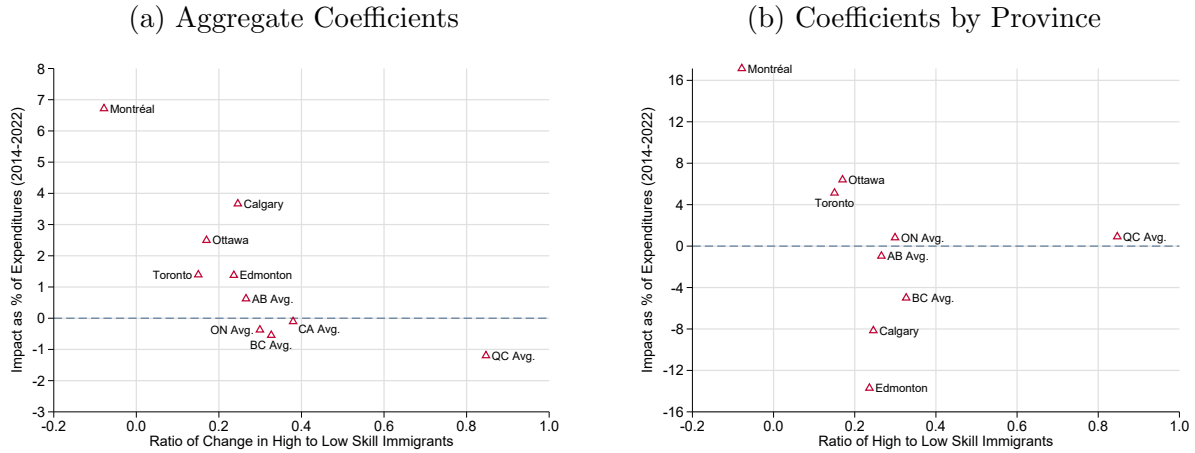 (a) Aggregate Coefficients
Impact as % of Expenditures (2014-2022)
8
7
6
5
4
3
2
1
0
-1
-2
-3
Montréal
Calgary
Ottawa
Toronto
Edmonton
AB Avg.
ON Avg.
CA Avg.
BC Avg.
QC Avg.
-0.2 0.0 0.2 0.4 0.6 0.8 1.0
Ratio of Change in High to Low Skill Immigrants
(b) Coefficients by Province
Impact as % of Expenditures (2014-2022)
16
12
8
4
0
-4
-8
-12
-16
Montréal
Ottawa
Toronto
ON Avg.
QC Avg.
AB Avg.
BC Avg.
Calgary
Edmonton
-0.2 0.0 0.2 0.4 0.6 0.8 1.0
Ratio of High to Low Skill Immigrants